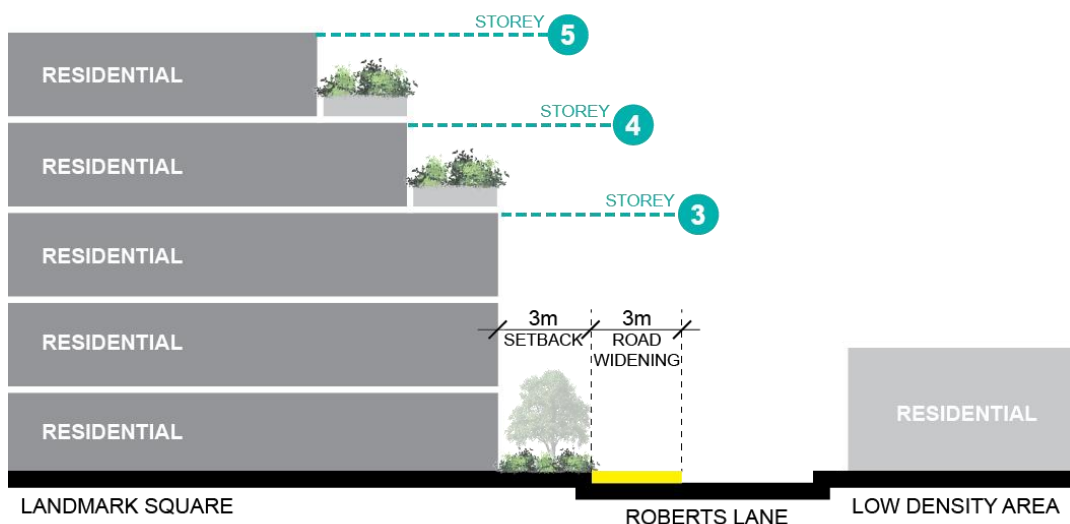 STOREY 5
RESIDENTIAL
STOREY 4
RESIDENTIAL
STOREY 3
RESIDENTIAL
3m 3m
SETBACK ROAD
WIDENING
RESIDENTIAL
RESIDENTIAL
RESIDENTIAL
LANDMARK SQUARE
ROBERTS LANE
LOW DENSITY AREA